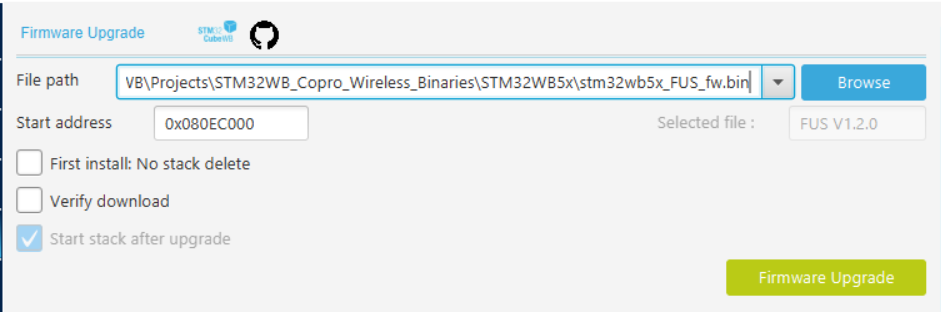 Firmware Upgrade STM32 CubeWB
File path VB\Projects\STM32WB_Copro_Wireless_Binaries\STM32WB5x\stm32wb5x_FUS_fw.bin Browse
Start address 0x080EC000 Selected file : FUS V1.2.0
First install: No stack delete
Verify download
Start stack after upgrade
Firmware Upgrade